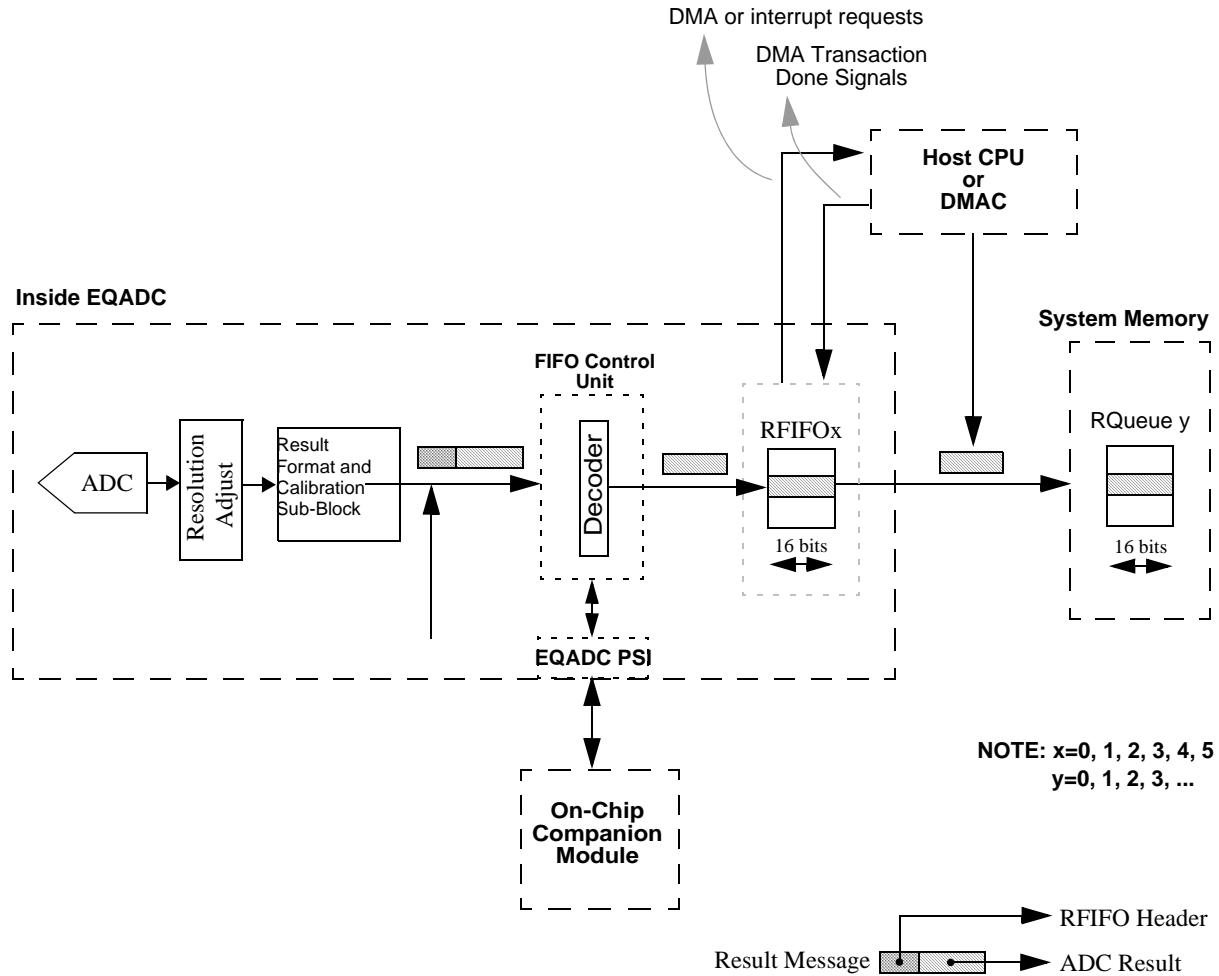 DMA or interrupt requests
DMA Transaction
Done Signals
Host CPU
or
DMAC
Inside EQADC
System Memory
FIFO Control
Unit
RFIFOx
RQueue y
ADC
Resolution
Adjust
Result
Format and
Calibration
Sub-Block
Decoder
16 bits
16 bits
EQADC PSI
NOTE: x=0, 1, 2, 3, 4, 5
y=0, 1, 2, 3, ...
On-Chip
Companion
Module
RFIFO Header
Result Message
ADC Result